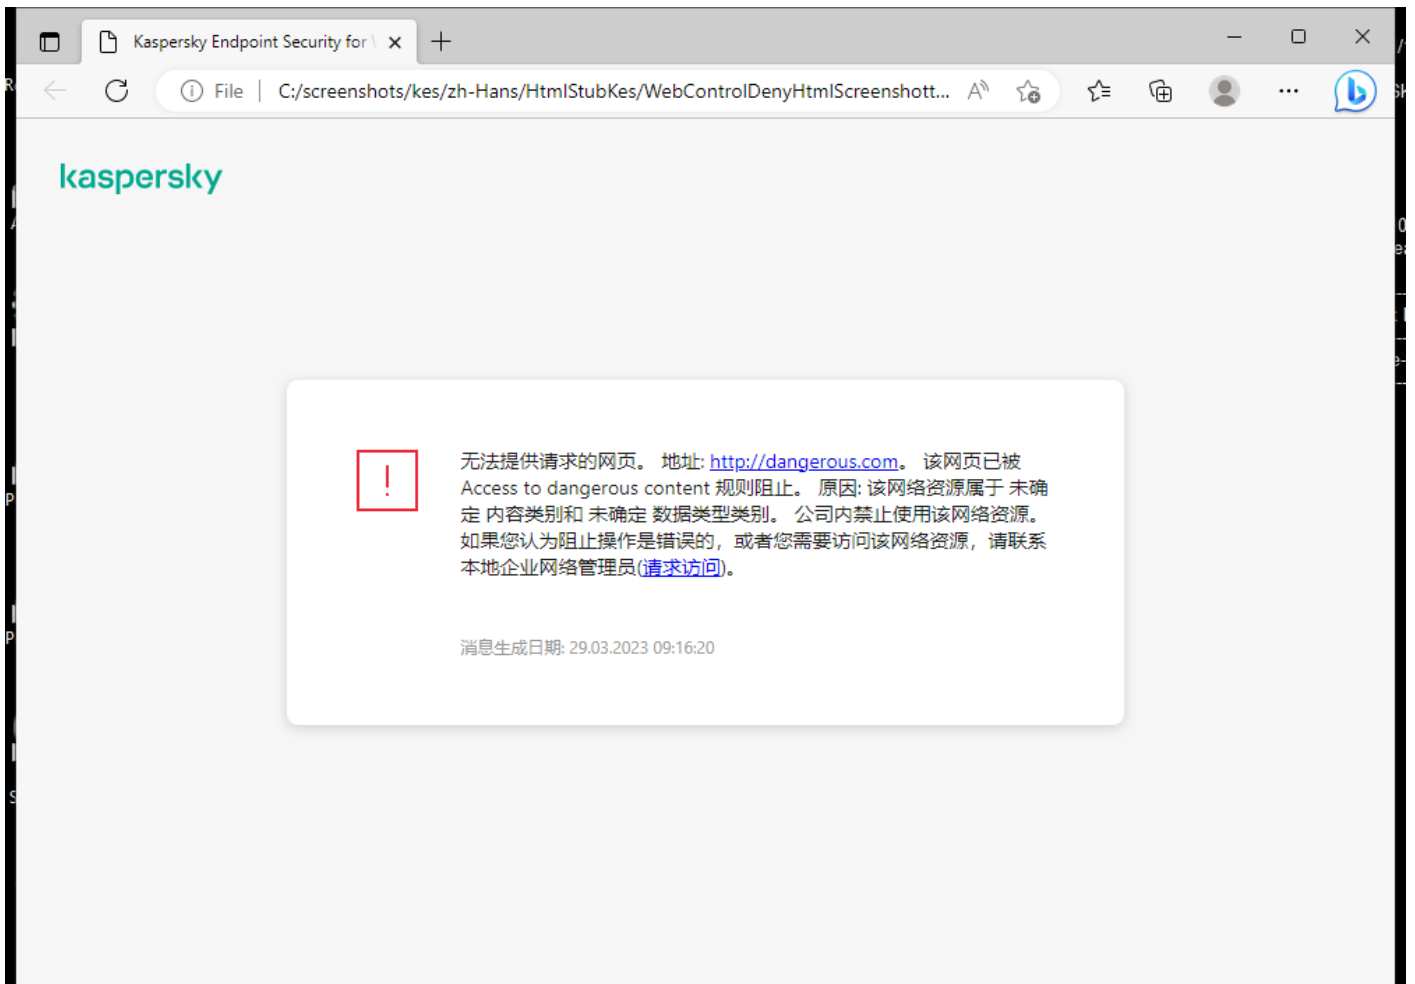 Kaspersky Endpoint Security for
File
C:/screenshots/kes/zh-Hans/HtmlStubKes/WebControlDenyHtmlScreenshott...
kaspersky
无法提供请求的网页。 地址: http://dangerous.com。 该网页已被
Access to dangerous content 规则阻止。 原因: 该网络资源属于 未确
定 内容类别和 未确定 数据类型类别。 公司内禁止使用该网络资源。
如果您认为阻止操作是错误的，或者您需要访问该网络资源，请联系
本地企业网络管理员(请求访问)。
消息生成日期: 29.03.2023 09:16:20